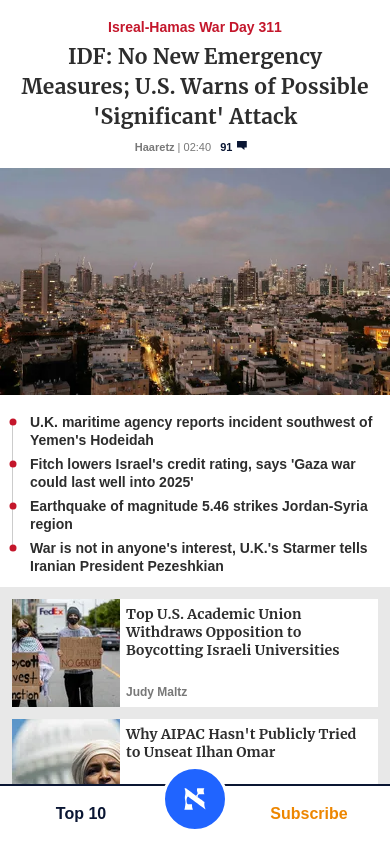 Isreal-Hamas War Day 311
IDF: No New Emergency
Measures; U.S. Warns of Possible
'Significant' Attack
Haaretz | 02:40 91
U.K. maritime agency reports incident southwest of
Yemen's Hodeidah
Fitch lowers Israel's credit rating, says 'Gaza war
could last well into 2025'
Earthquake of magnitude 5.46 strikes Jordan-Syria
region
War is not in anyone's interest, U.K.'s Starmer tells
Iranian President Pezeshkian
FedEx
Top U.S. Academic Union
Withdraws Opposition to
Boycotting Israeli Universities
NO GENOCIDE
Judy Maltz
Why AIPAC Hasn't Publicly Tried
to Unseat Ilhan Omar
Top 10
א
Subscribe